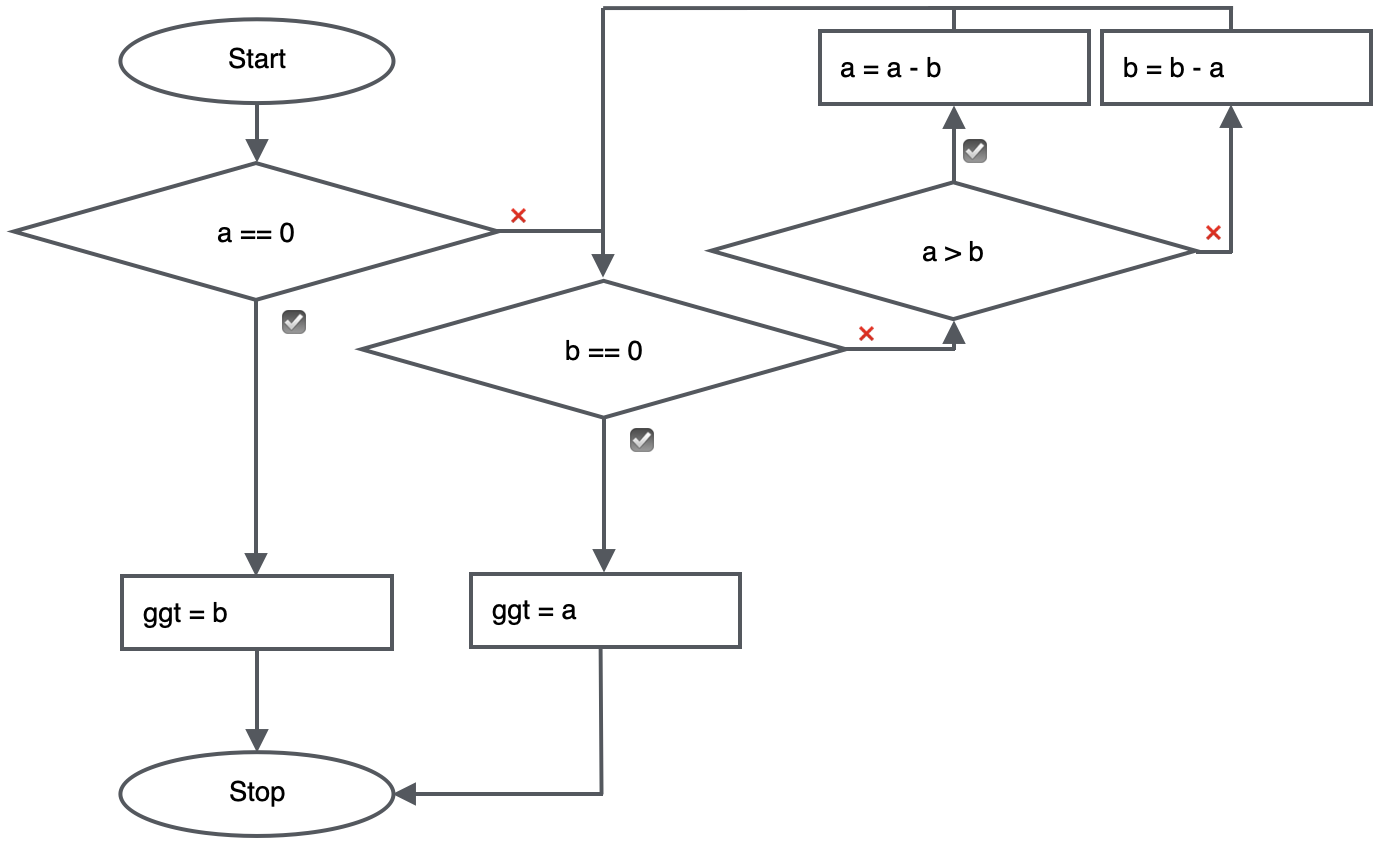 Start
a == 0
b == 0
a > b
a = a - b
b = b - a
ggt = b
ggt = a
Stop